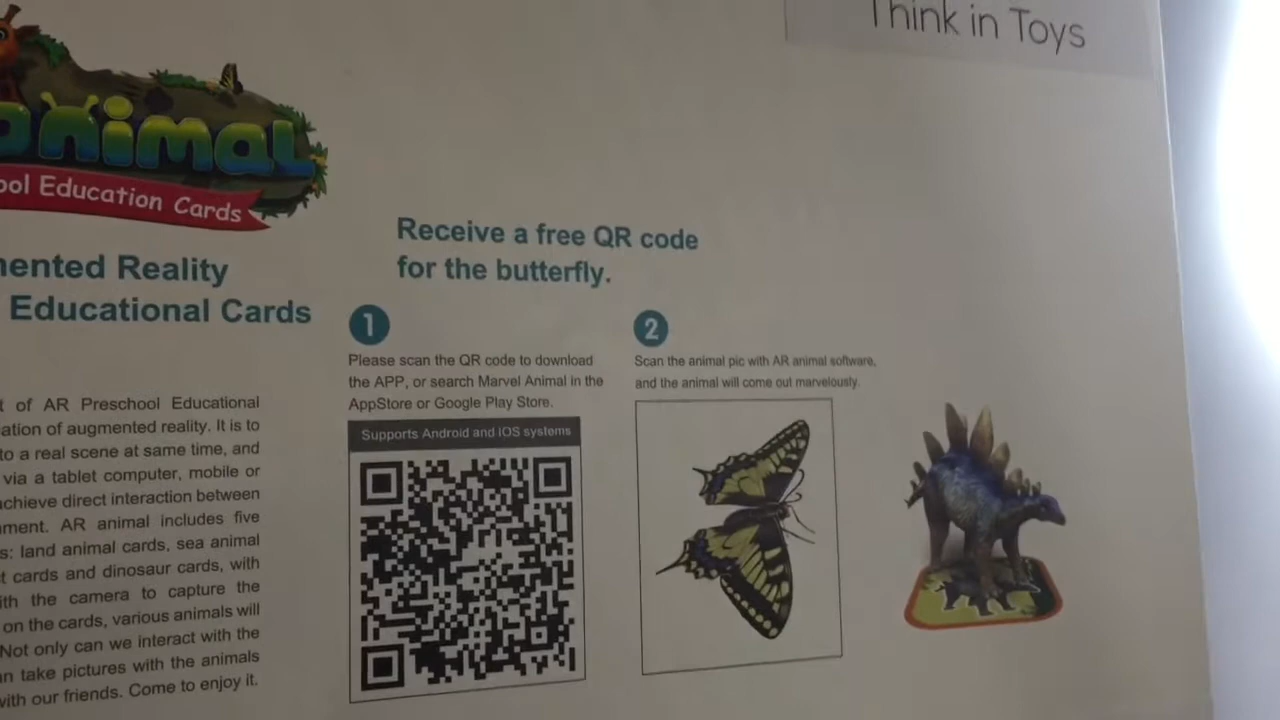 Think in Toys
animal
Education Cards
Reality
Educational Cards
of AR Preschool Educational
of augmented reality. It is to
to a real scene at same time, and
via a tablet computer, mobile or
achieve direct interaction between
AR animal includes five
land animal cards, sea animal
cards and dinosaur cards, with
the camera to capture the
on the cards, various animals will
Not only can we interact with the
take pictures with the animals
with our friends. Come to enjoy it.
Receive a free QR code
for the butterfly.
1
Please scan the QR code to download
the APP, or search Marvel Animal in the
AppStore or Google Play Store.
Supports Android and iOS systems
2
Scan the animal pic with AR animal software,
and the animal will come out marvelously.